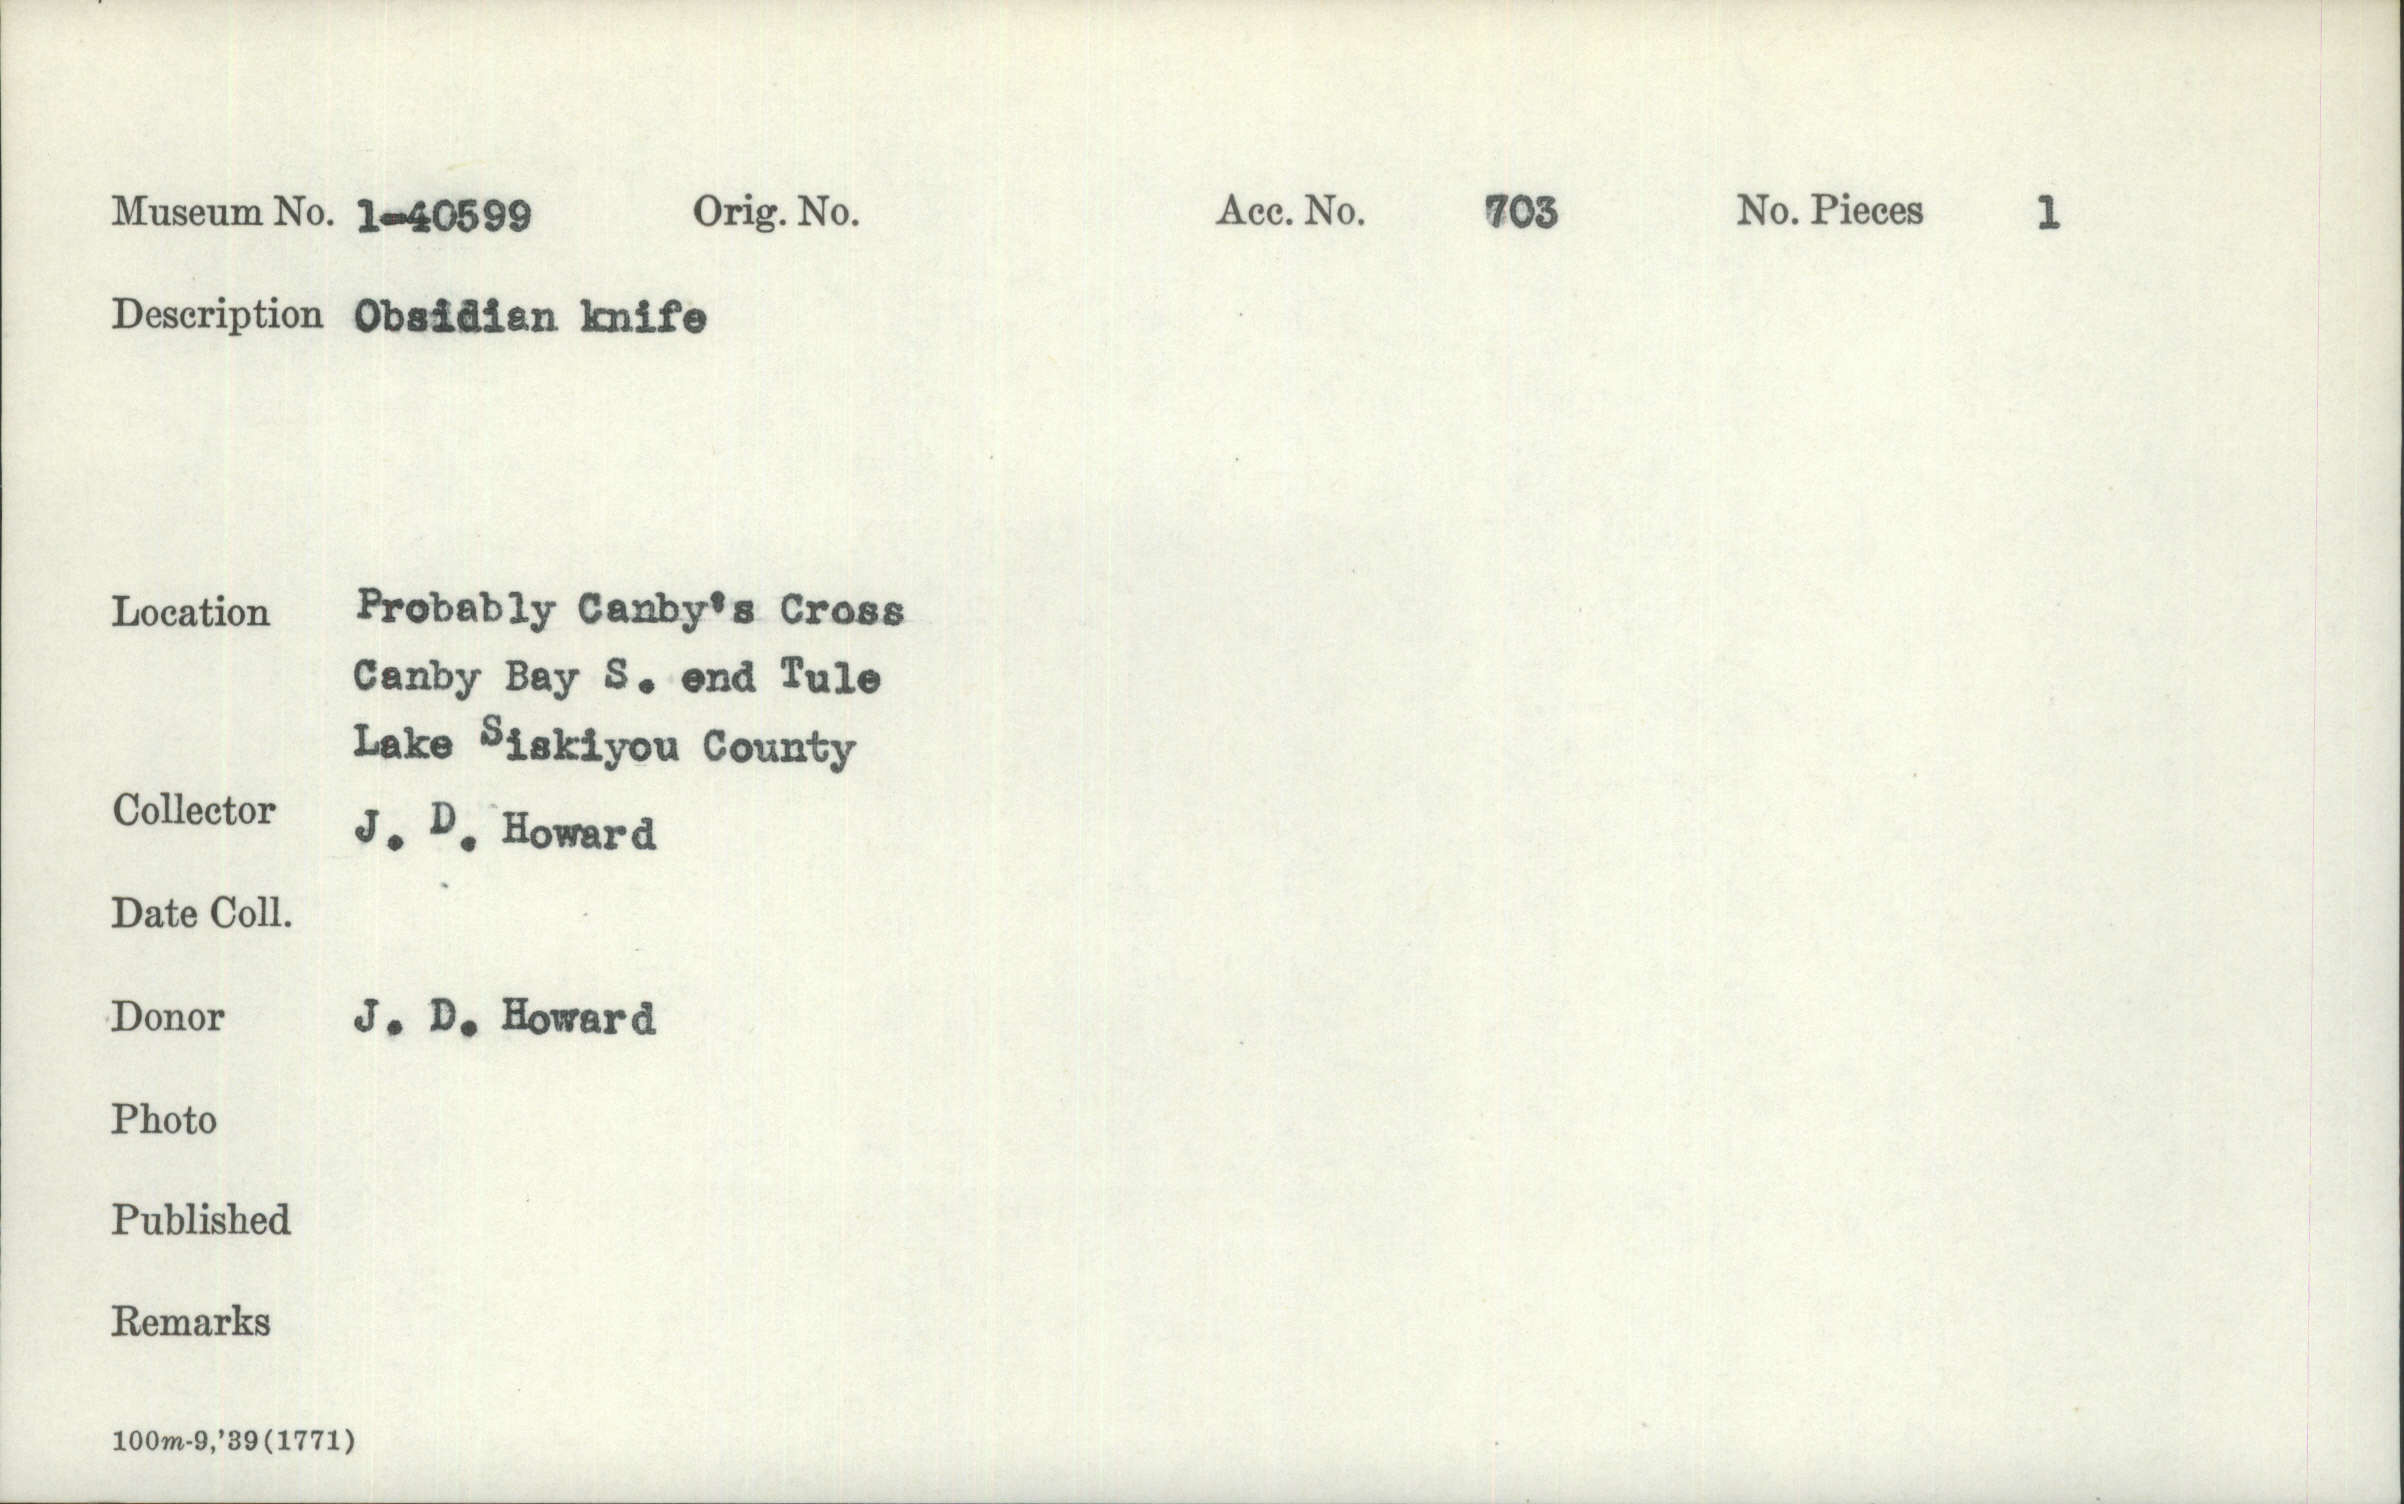 Museum No. 1-40599 Orig. No. Acc. No. 703 No. Pieces 1
Description Obsidian knife
Location Probably Canby's Cross
Canby Bay S. end Tule
Lake Siskiyou County
Collector J. D. Howard
Date Coll.
Donor J. D. Howard
Photo
Published
Remarks
100m-9,'39(1771)